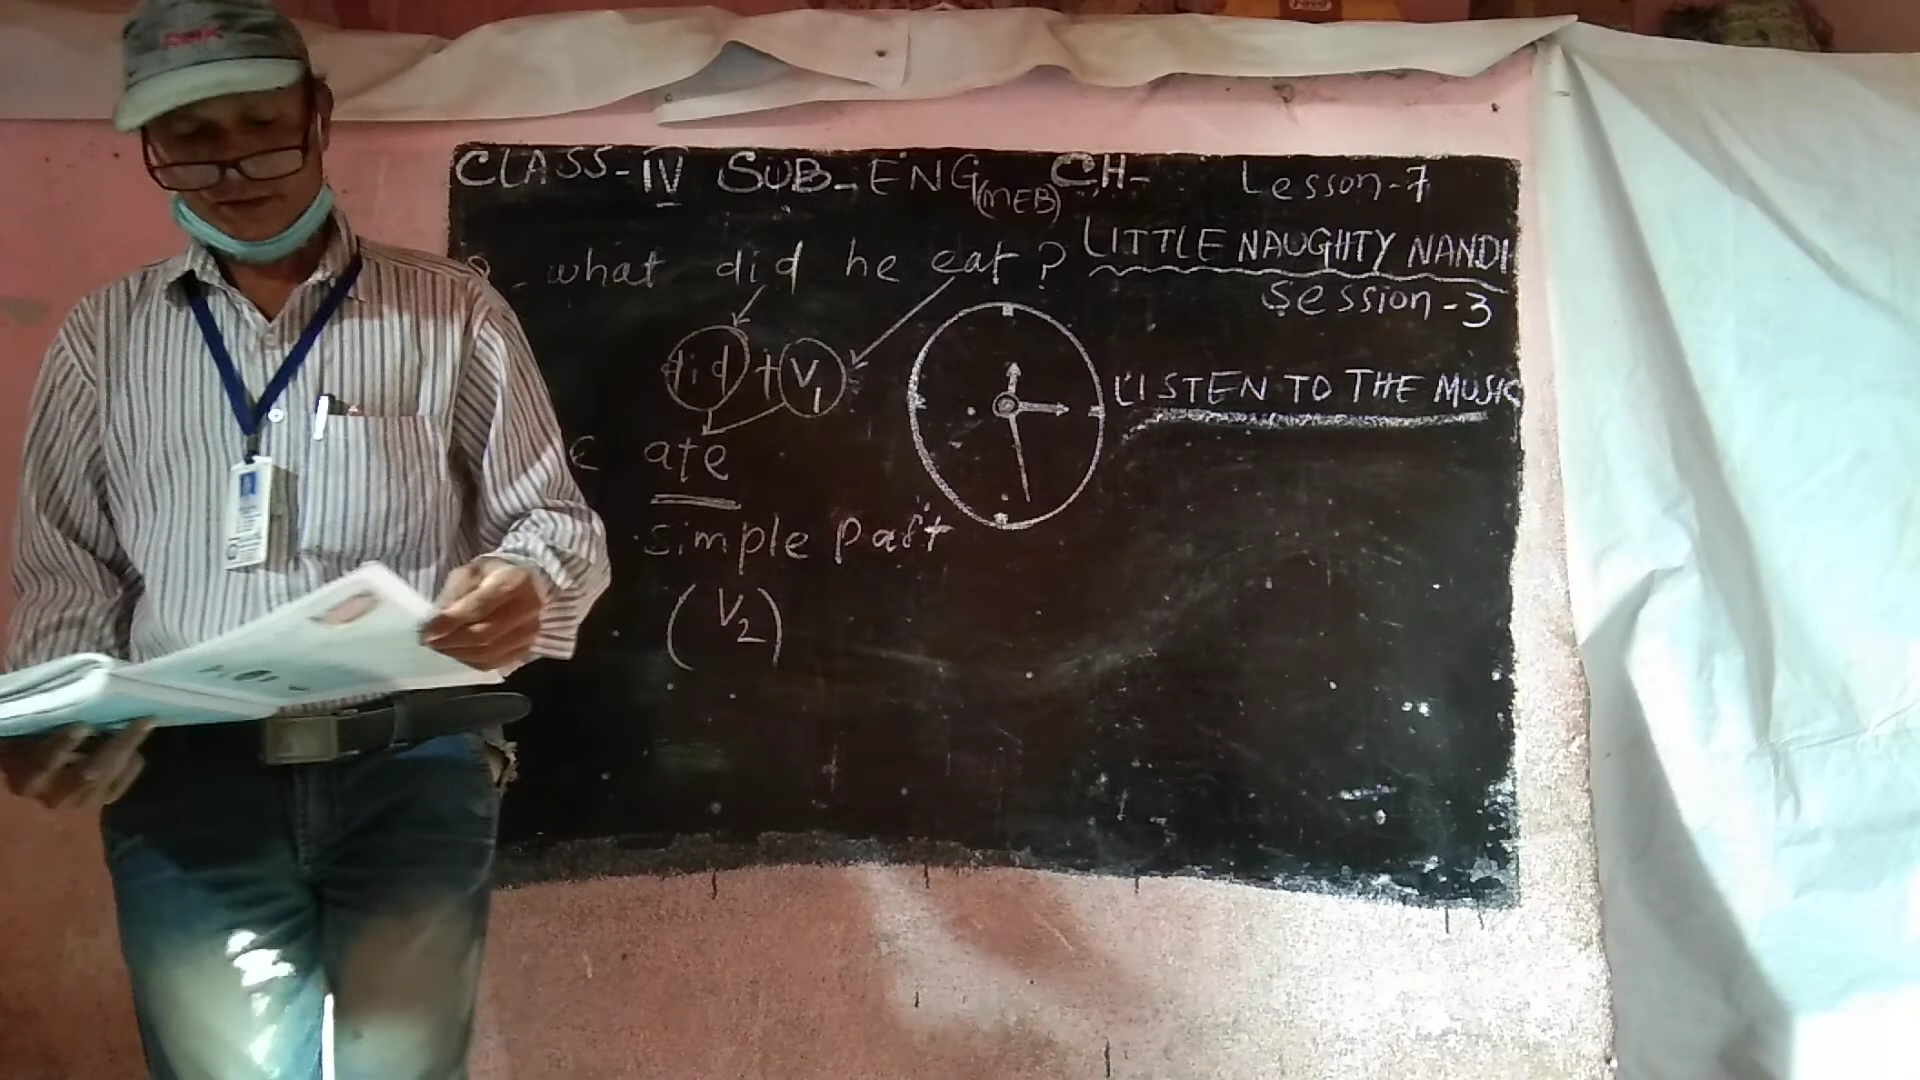 CLASS-IV SUB-ENG (MEB) CH- Lesson-7
LITTLE NAUGHTY NANDI
Session-3
what did he eat?
did + V1
LISTEN TO THE MUSIC
ate
simple past
(V2)